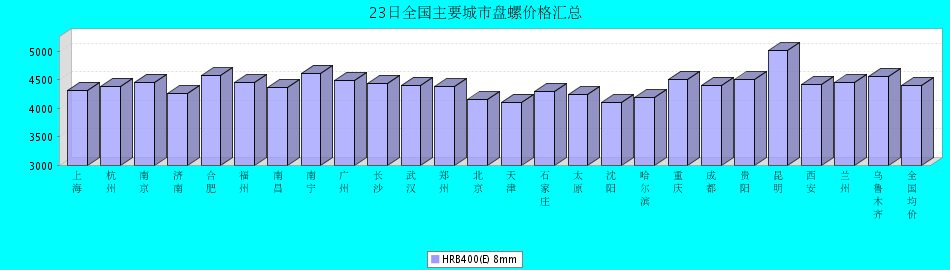 23日全国主要城市盘螺价格汇总
5000
4500
4000
3500
3000
上海
杭州
南京
济南
合肥
福州
南昌
南宁
广州
长沙
武汉
郑州
北京
天津
石家庄
太原
沈阳
哈尔滨
重庆
成都
贵阳
昆明
西安
兰州
乌鲁木齐
全国均价
HRB400(E) 8mm